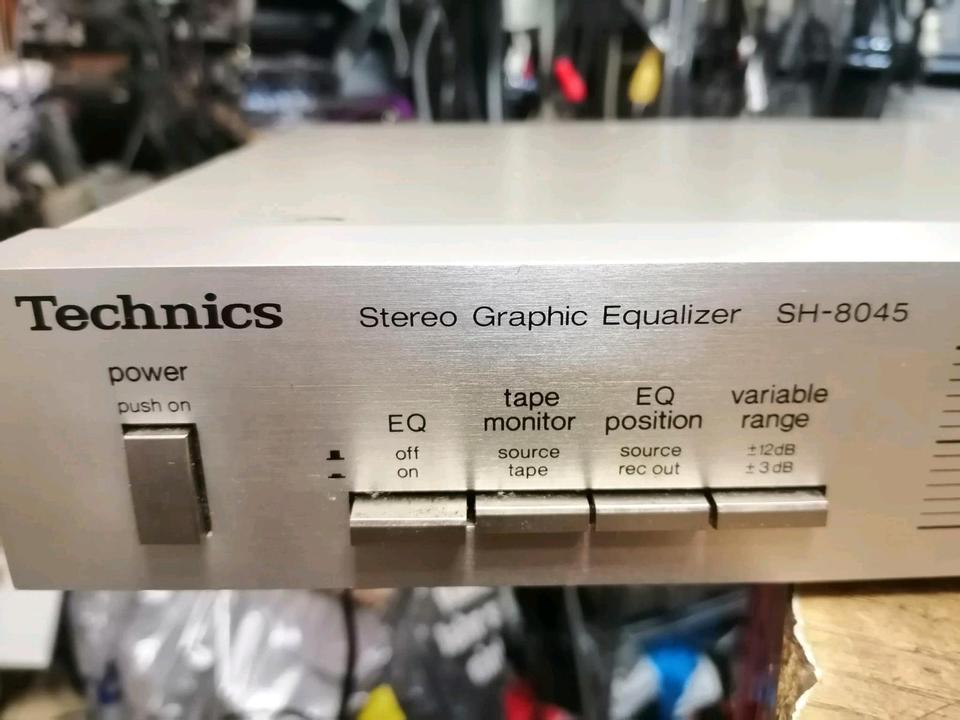 Technics
Stereo Graphic Equalizer SH-8045
power
push on
EQ
off
on
tape
monitor
source
tape
EQ
position
source
rec out
variable
range
±12dB
±3dB